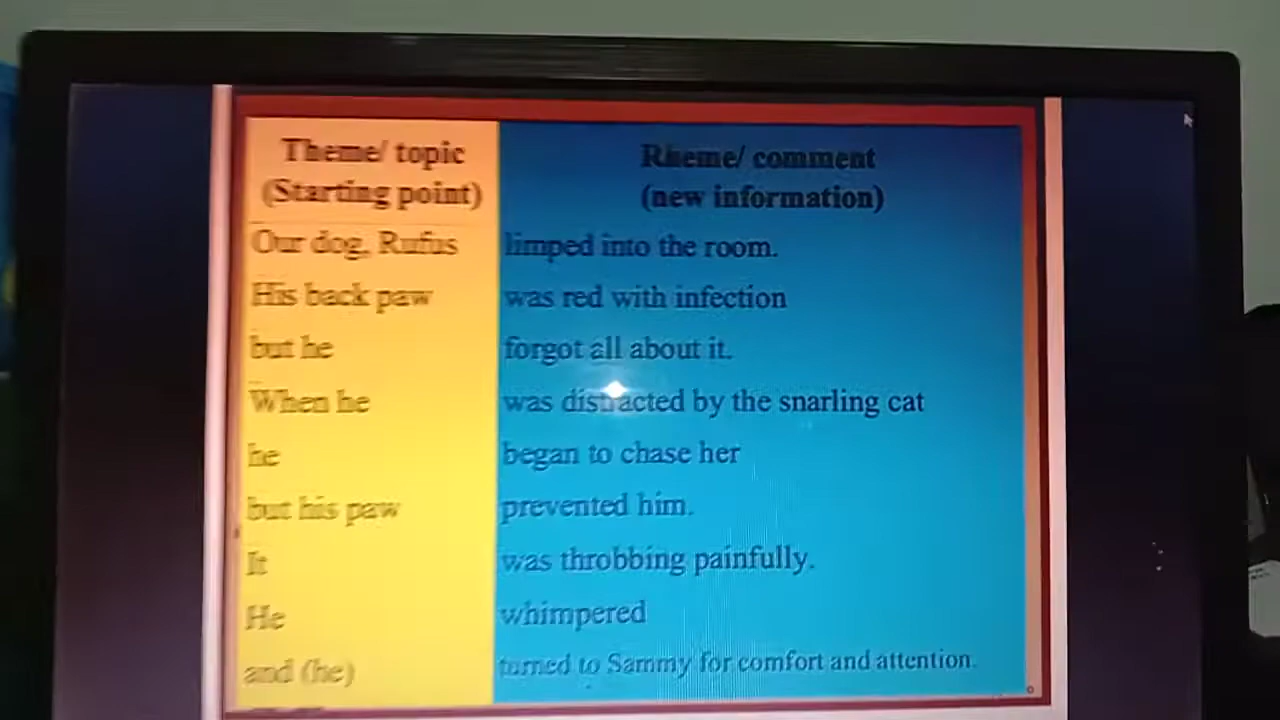 Theme/ topic
(Starting point)
Rheme/ comment
(new information)
Our dog, Rufus limped into the room.
His back paw was red with infection
but he forgot all about it.
When he was distracted by the snarling cat
he began to chase her
but his paw prevented him.
It was throbbing painfully.
He whimpered
and (he) turned to Sammy for comfort and attention.